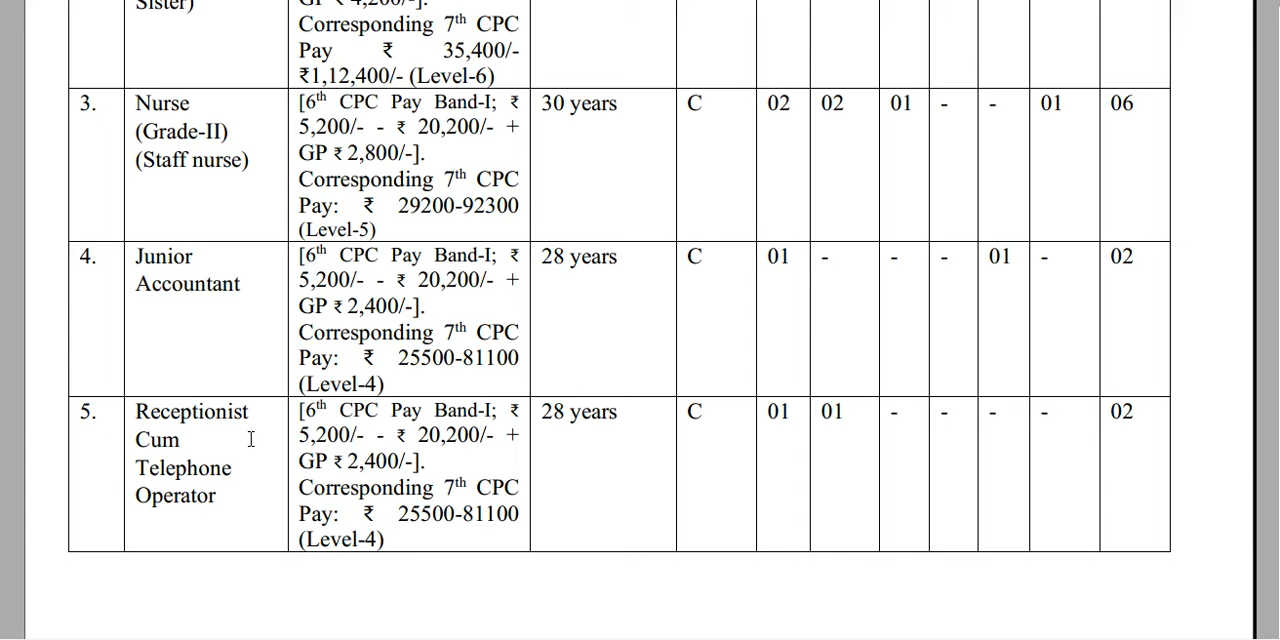 Sister)
GP ₹ 4,200/-].
Corresponding 7th CPC
Pay ₹ 35,400/-
₹1,12,400/- (Level-6)
3.
Nurse
(Grade-II)
(Staff nurse)
[6th CPC Pay Band-I; ₹
5,200/- - ₹ 20,200/- +
GP ₹ 2,800/-].
Corresponding 7th CPC
Pay: ₹ 29200-92300
(Level-5)
30 years
C
02
02
01
-
-
01
06
4.
Junior
Accountant
[6th CPC Pay Band-I; ₹
5,200/- - ₹ 20,200/- +
GP ₹ 2,400/-].
Corresponding 7th CPC
Pay: ₹ 25500-81100
(Level-4)
28 years
C
01
-
-
-
01
-
02
5.
Receptionist
Cum
Telephone
Operator
[6th CPC Pay Band-I; ₹
5,200/- - ₹ 20,200/- +
GP ₹ 2,400/-].
Corresponding 7th CPC
Pay: ₹ 25500-81100
(Level-4)
28 years
C
01
01
-
-
-
-
02